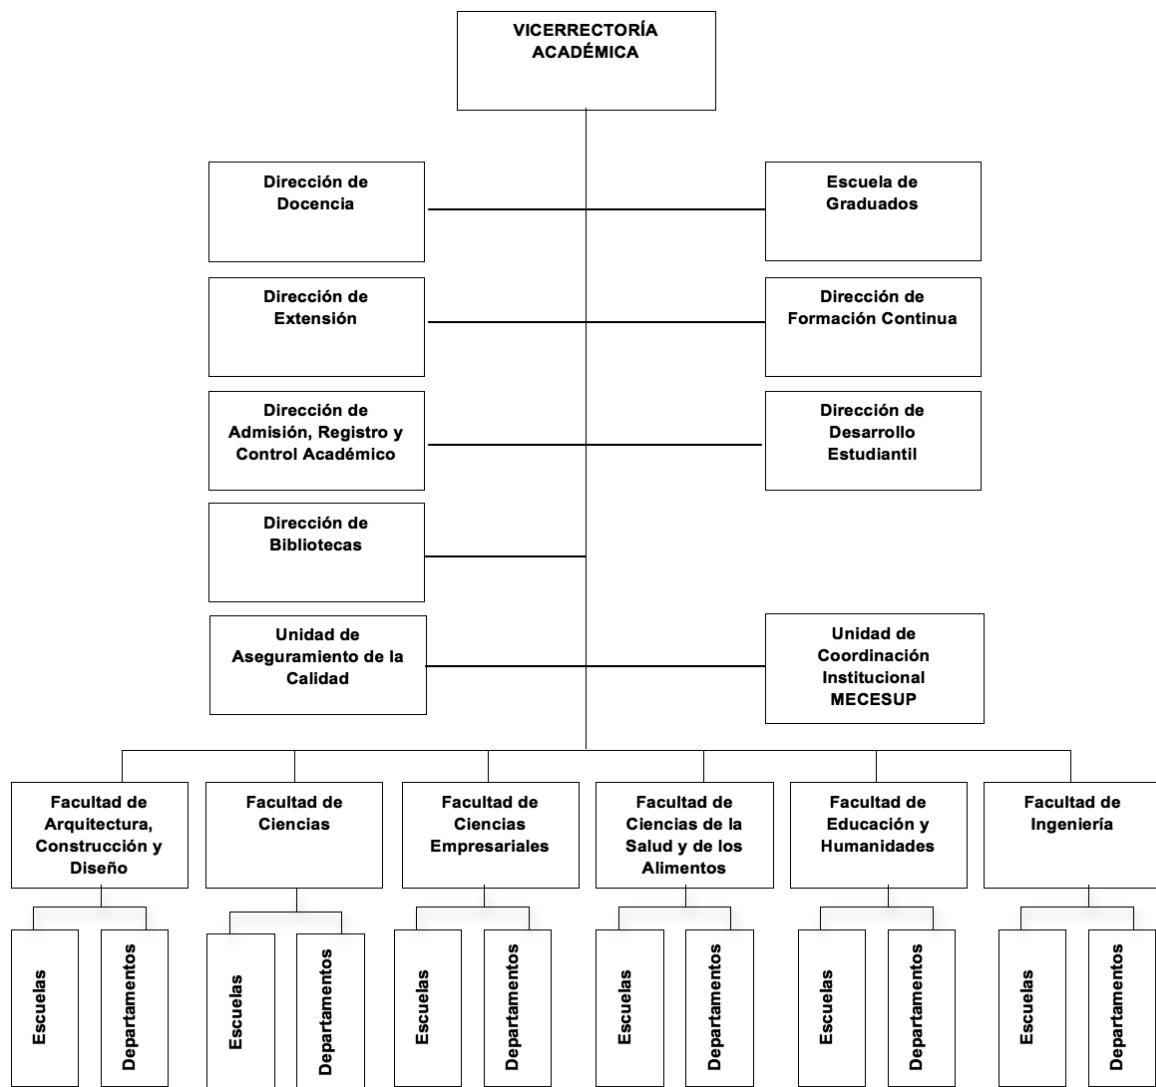 VICERRECTORÍA
ACADÉMICA
Dirección de
Docencia
Escuela de
Graduados
Dirección de
Extensión
Dirección de
Formación Continua
Dirección de
Admisión, Registro y
Control Académico
Dirección de
Desarrollo
Estudiantil
Dirección de
Bibliotecas
Unidad de
Aseguramiento de la
Calidad
Unidad de
Coordinación
Institucional
MECESUP
Facultad de
Arquitectura,
Construcción y
Diseño
Facultad de
Ciencias
Facultad de
Ciencias
Empresariales
Facultad de
Ciencias de la
Salud y de los
Alimentos
Facultad de
Educación y
Humanidades
Facultad de
Ingeniería
Escuelas
Departamentos
Escuelas
Departamentos
Escuelas
Departamentos
Escuelas
Departamentos
Escuelas
Departamentos
Escuelas
Departamentos